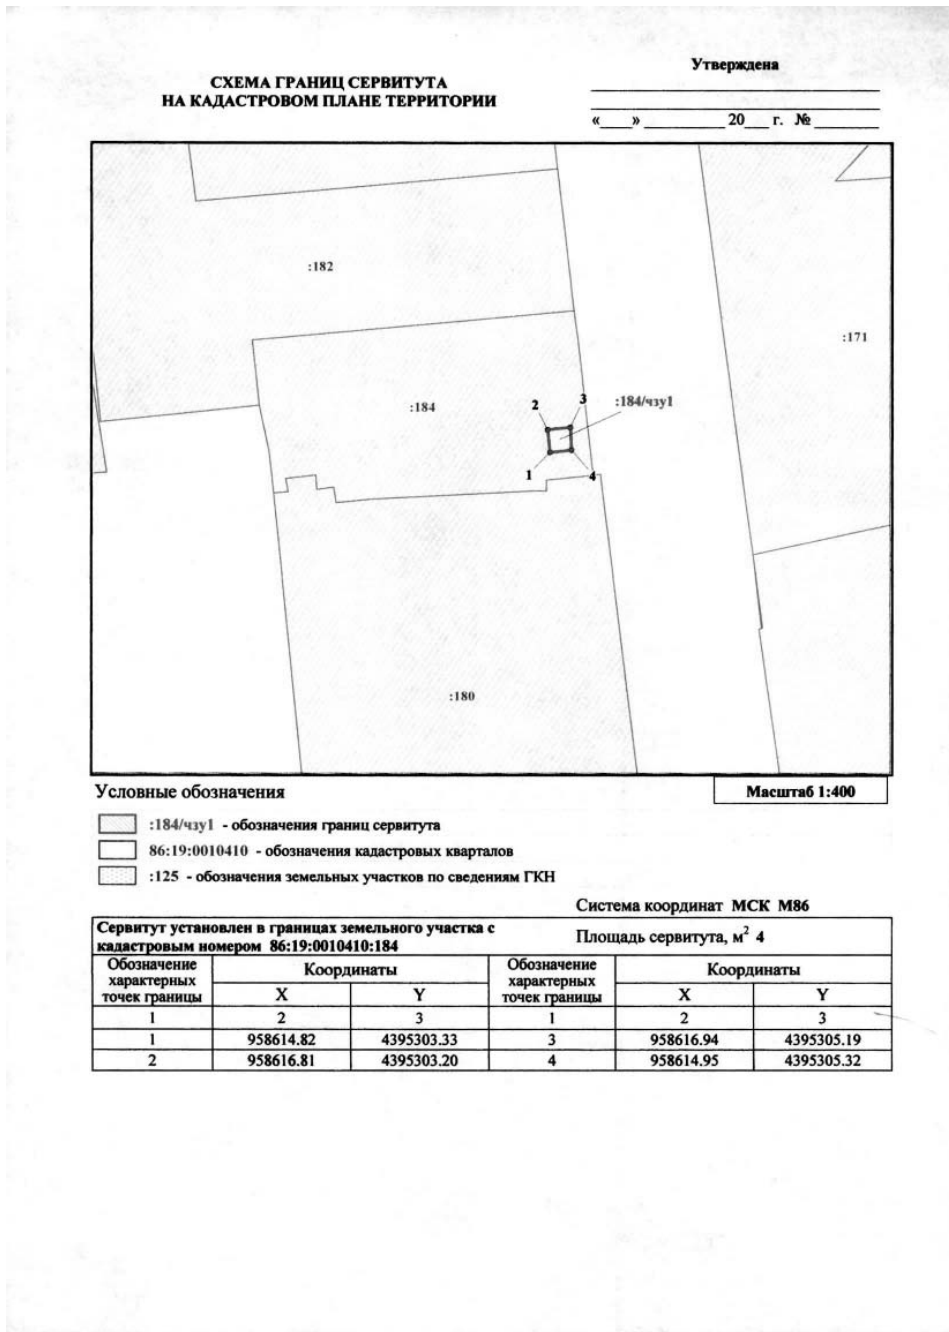 Утверждена
СХЕМА ГРАНИЦ СЕРВИТУТА
НА КАДАСТРОВОМ ПЛАНЕ ТЕРРИТОРИИ
«____» __________ 20___ г. № ________
:182
:171
:184
2
3
:184/чзу1
1
4
:180
Условные обозначения
Масштаб 1:400
:184/чзу1 - обозначения границ сервитута
86:19:0010410 - обозначения кадастровых кварталов
:125 - обозначения земельных участков по сведениям ГКН
Система координат МСК М86
Сервитут установлен в границах земельного участка с
кадастровым номером 86:19:0010410:184
Площадь сервитута, м² 4
Обозначение
характерных
точек границы
Координаты
X Y
Обозначение
характерных
точек границы
Координаты
X Y
1 2 3 1 2 3
1 958614.82 4395303.33 3 958616.94 4395305.19
2 958616.81 4395303.20 4 958614.95 4395305.32